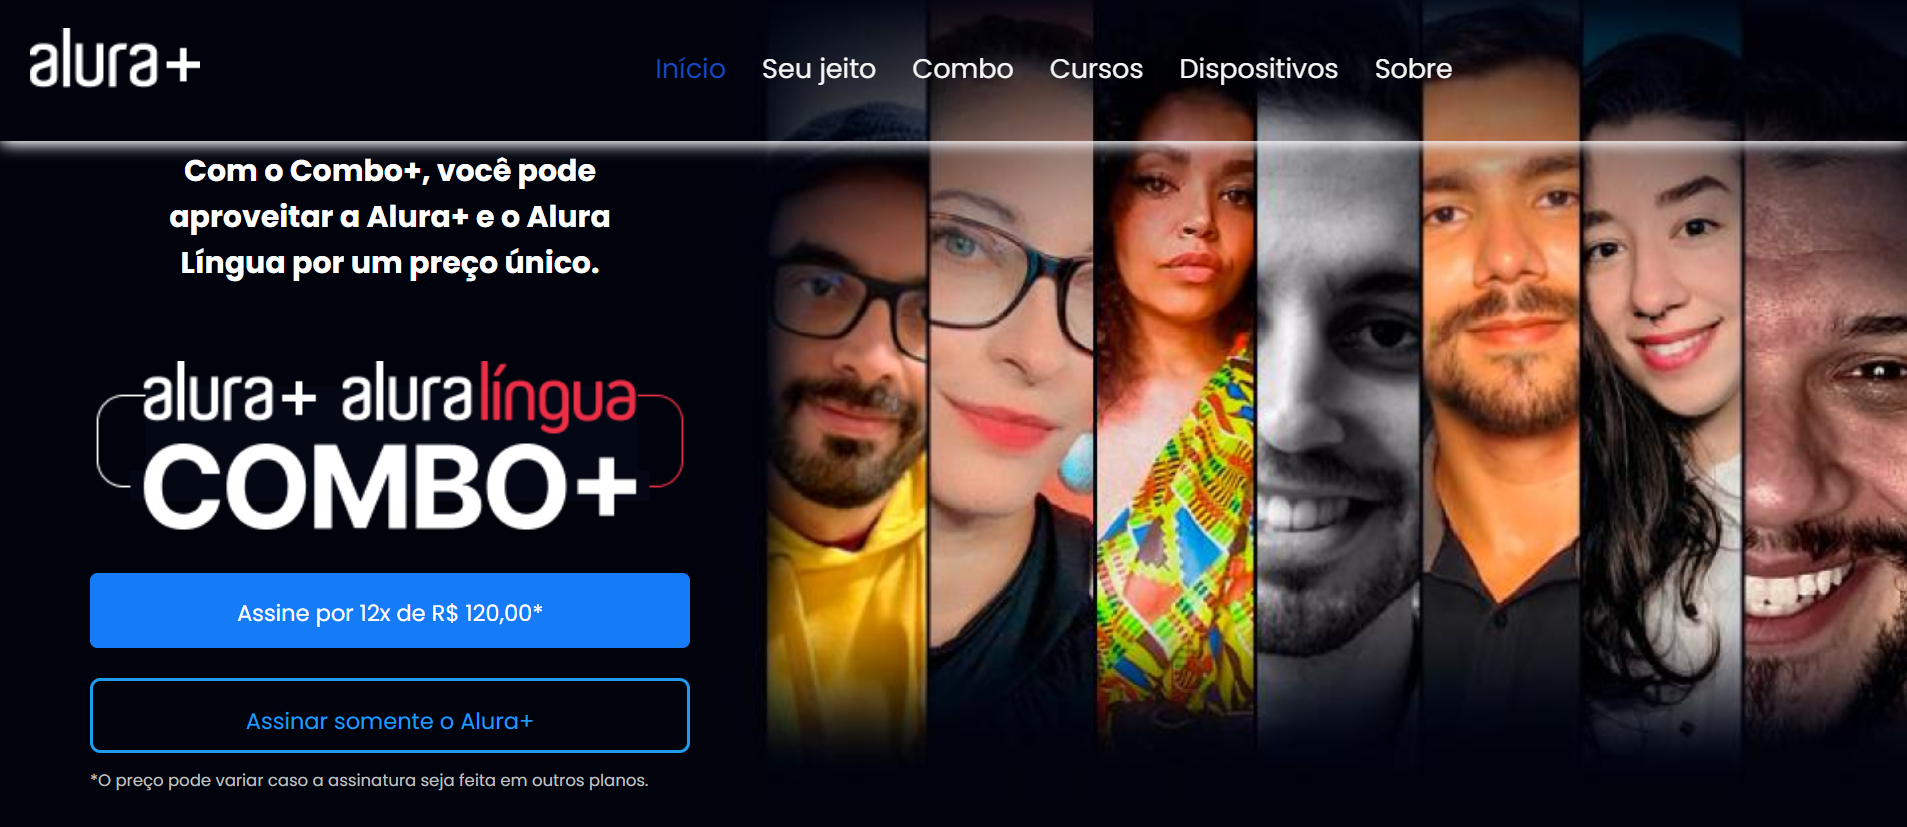 alura+
Início Seu jeito Combo Cursos Dispositivos Sobre
Com o Combo+, você pode
aproveitar a Alura+ e o Alura
Língua por um preço único.
alura+ aluralíngua
COMBO+
Assine por 12x de R$ 120,00*
Assinar somente o Alura+
*O preço pode variar caso a assinatura seja feita em outros planos.